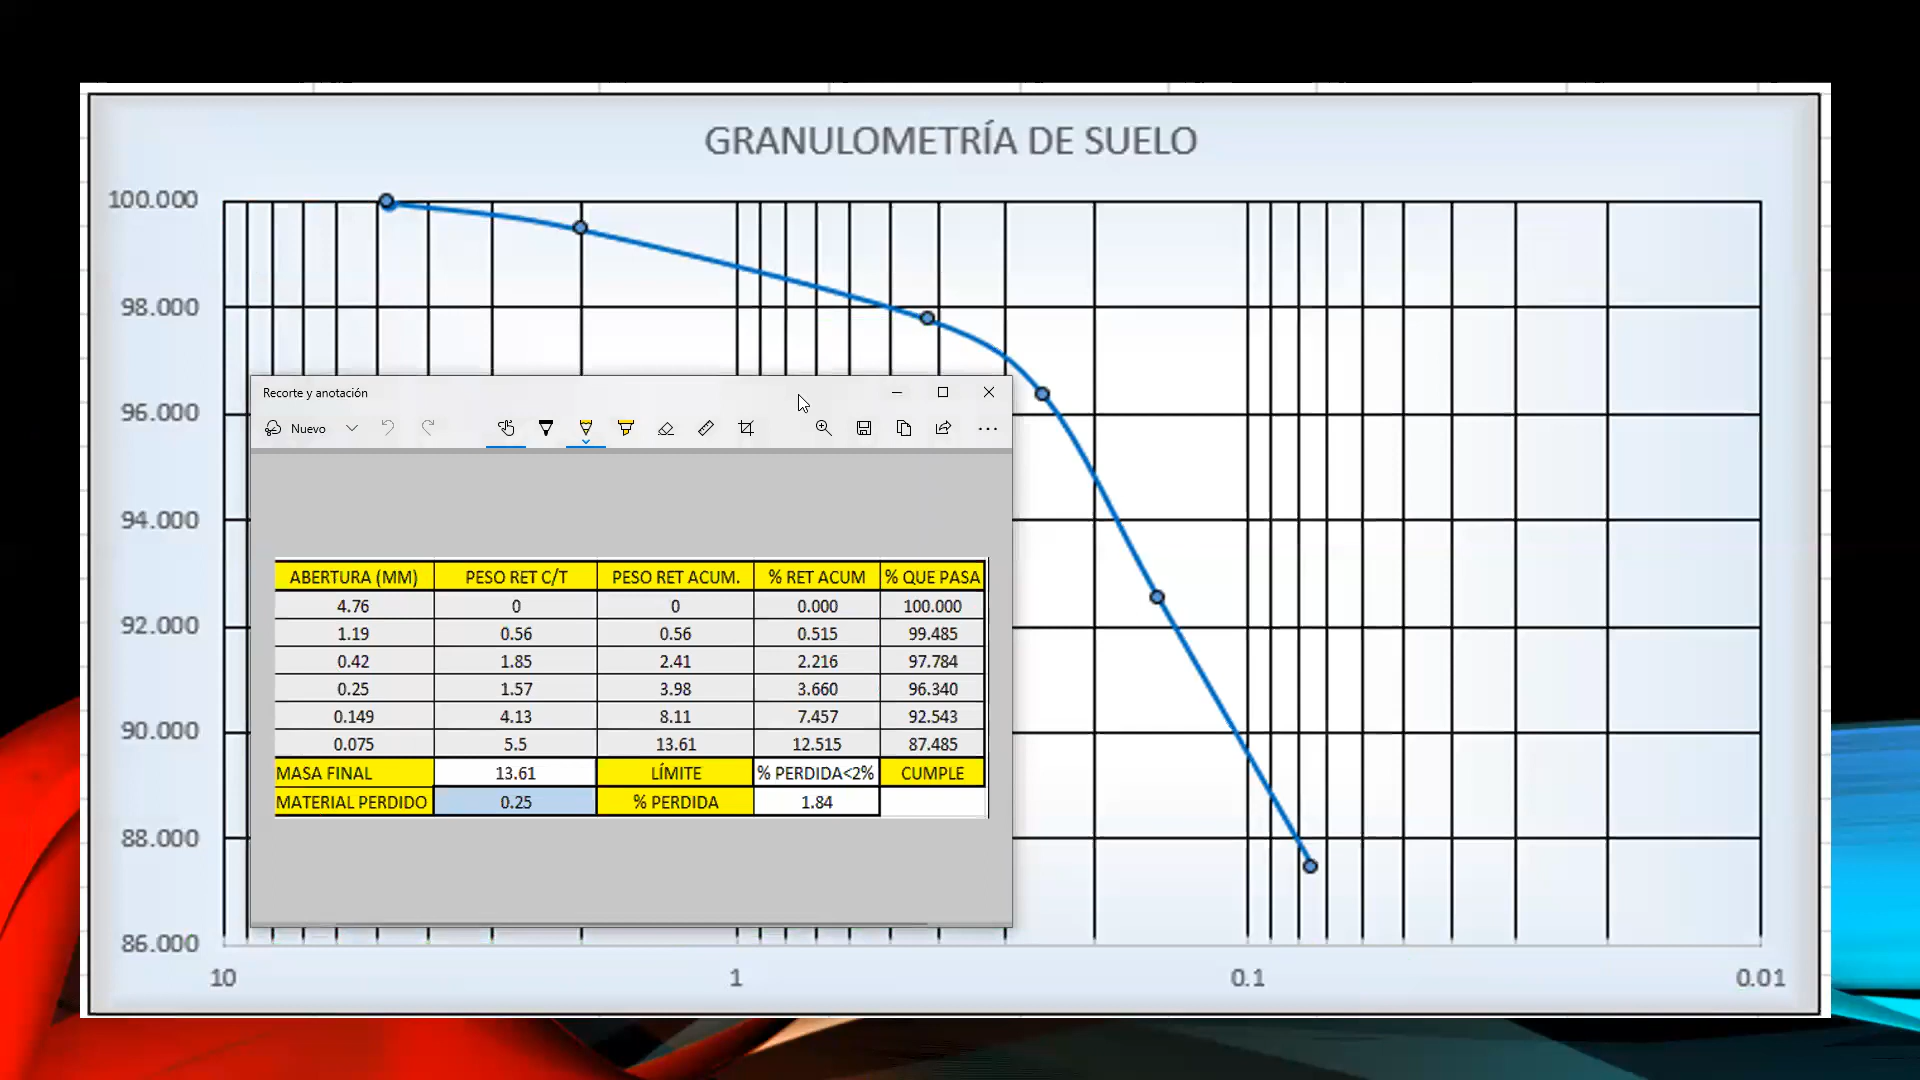 GRANULOMETRÍA DE SUELO
100.000
98.000
96.000
94.000
92.000
90.000
88.000
86.000
10 1 0.1 0.01
Recorte y anotación
Nuevo
ABERTURA (MM) PESO RET C/T PESO RET ACUM. % RET ACUM % QUE PASA
4.76 0 0 0.000 100.000
1.19 0.56 0.56 0.515 99.485
0.42 1.85 2.41 2.216 97.784
0.25 1.57 3.98 3.660 96.340
0.149 4.13 8.11 7.457 92.543
0.075 5.5 13.61 12.515 87.485
MASA FINAL 13.61 LÍMITE % PERDIDA<2% CUMPLE
MATERIAL PERDIDO 0.25 % PERDIDA 1.84